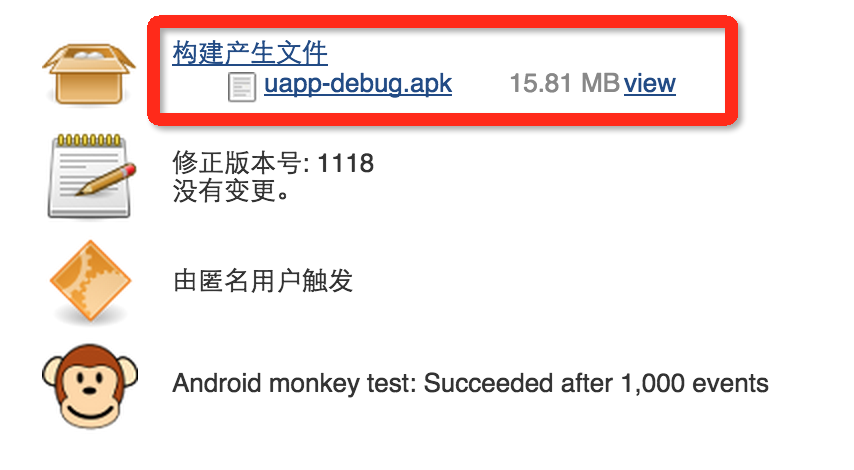 构建产生文件
uapp-debug.apk 15.81 MB view
修正版本号: 1118
没有变更。
由匿名用户触发
Android monkey test: Succeeded after 1,000 events